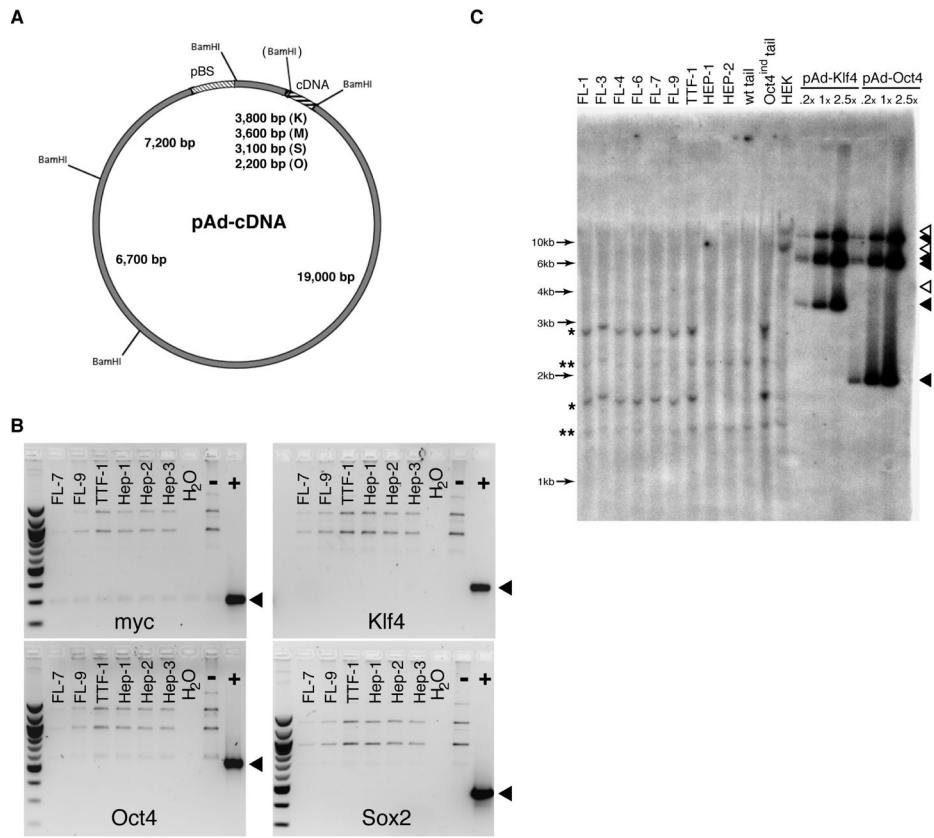 A
BamHI
pBS
(BamHI)
cDNA
BamHI
3,800 bp (K)
3,600 bp (M)
3,100 bp (S)
2,200 bp (O)
7,200 bp
BamHI
pAd-cDNA
6,700 bp
19,000 bp
BamHI
B
FL-7
FL-9
TTF-1
Hep-1
Hep-2
Hep-3
H2O
-
+
myc
FL-7
FL-9
TTF-1
Hep-1
Hep-2
Hep-3
H2O
-
+
Klf4
FL-7
FL-9
TTF-1
Hep-1
Hep-2
Hep-3
H2O
-
+
Oct4
FL-7
FL-9
TTF-1
Hep-1
Hep-2
Hep-3
H2O
-
+
Sox2
C
FL-1
FL-3
FL-4
FL-6
FL-7
FL-9
TTF-1
HEP-1
HEP-2
wt tail
Oct4ind tail
HEK
pAd-Klf4 pAd-Oct4
.2x 1x 2.5x .2x 1x 2.5x
10kb
6kb
4kb
3kb
*
**
2kb
*
**
1kb